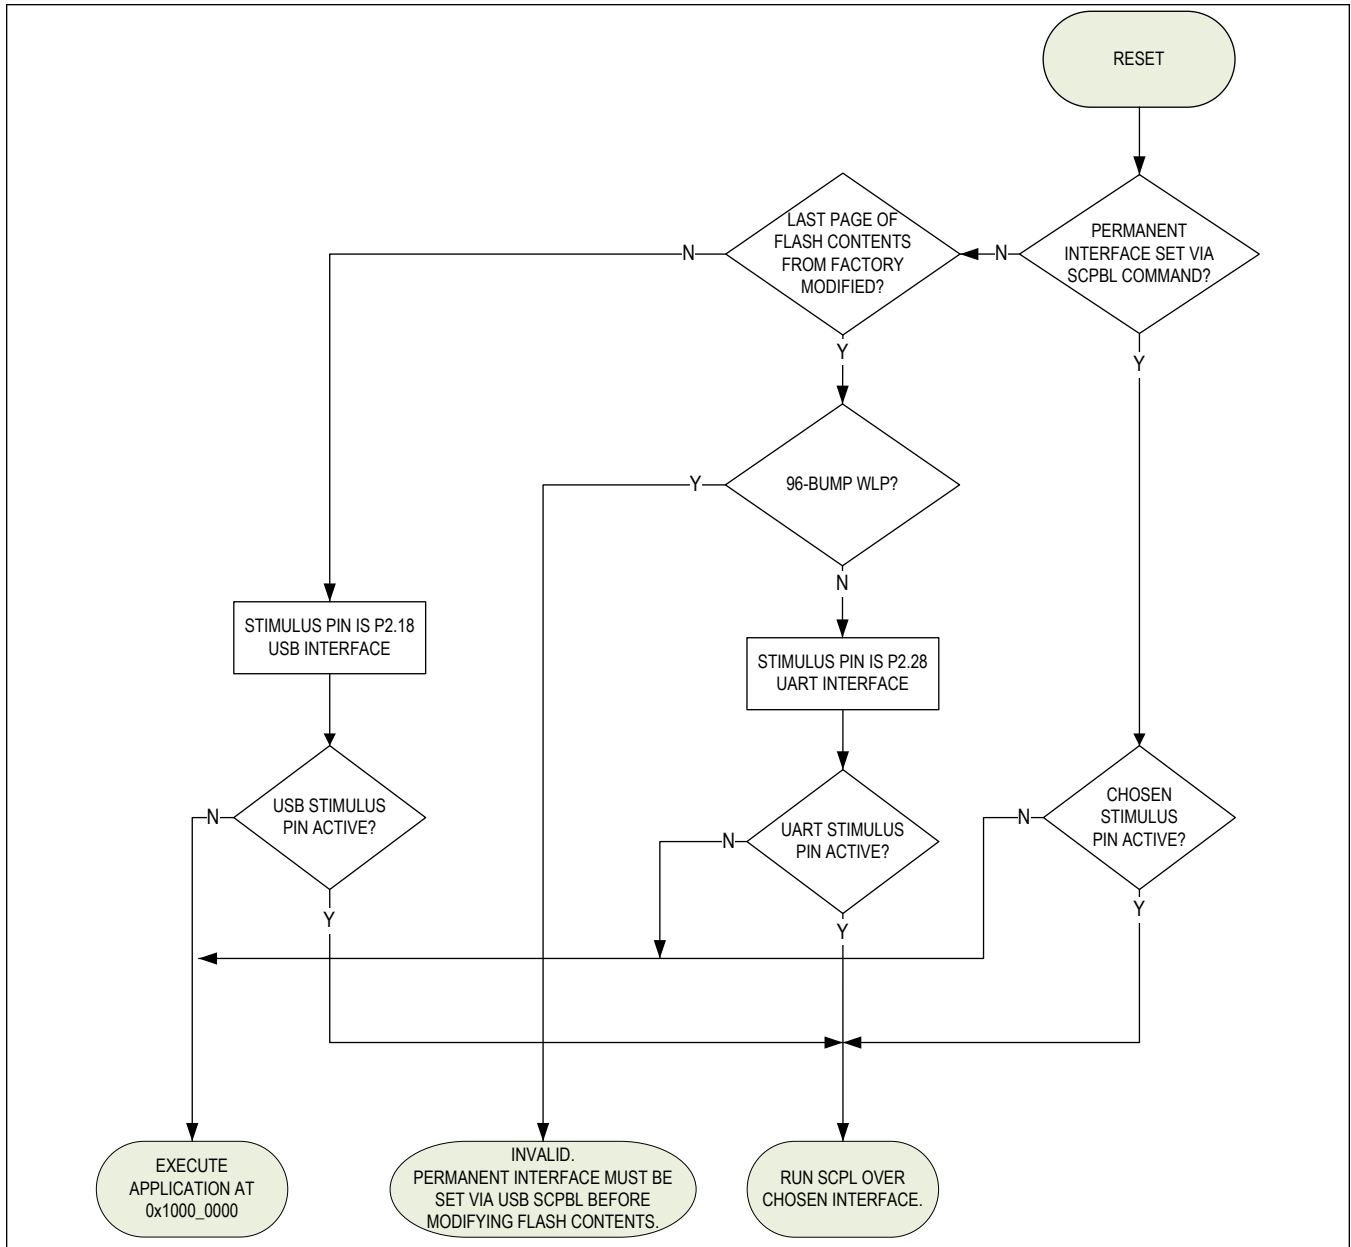 RESET
PERMANENT
INTERFACE SET VIA
SCPBL COMMAND?
N
Y
LAST PAGE OF
FLASH CONTENTS
FROM FACTORY
MODIFIED?
N
Y
96-BUMP WLP?
Y
N
STIMULUS PIN IS P2.18
USB INTERFACE
STIMULUS PIN IS P2.28
UART INTERFACE
USB STIMULUS
PIN ACTIVE?
N
Y
UART STIMULUS
PIN ACTIVE?
N
Y
CHOSEN
STIMULUS
PIN ACTIVE?
N
Y
EXECUTE
APPLICATION AT
0x1000_0000
INVALID.
PERMANENT INTERFACE MUST BE
SET VIA USB SCPBL BEFORE
MODIFYING FLASH CONTENTS.
RUN SCPL OVER
CHOSEN INTERFACE.